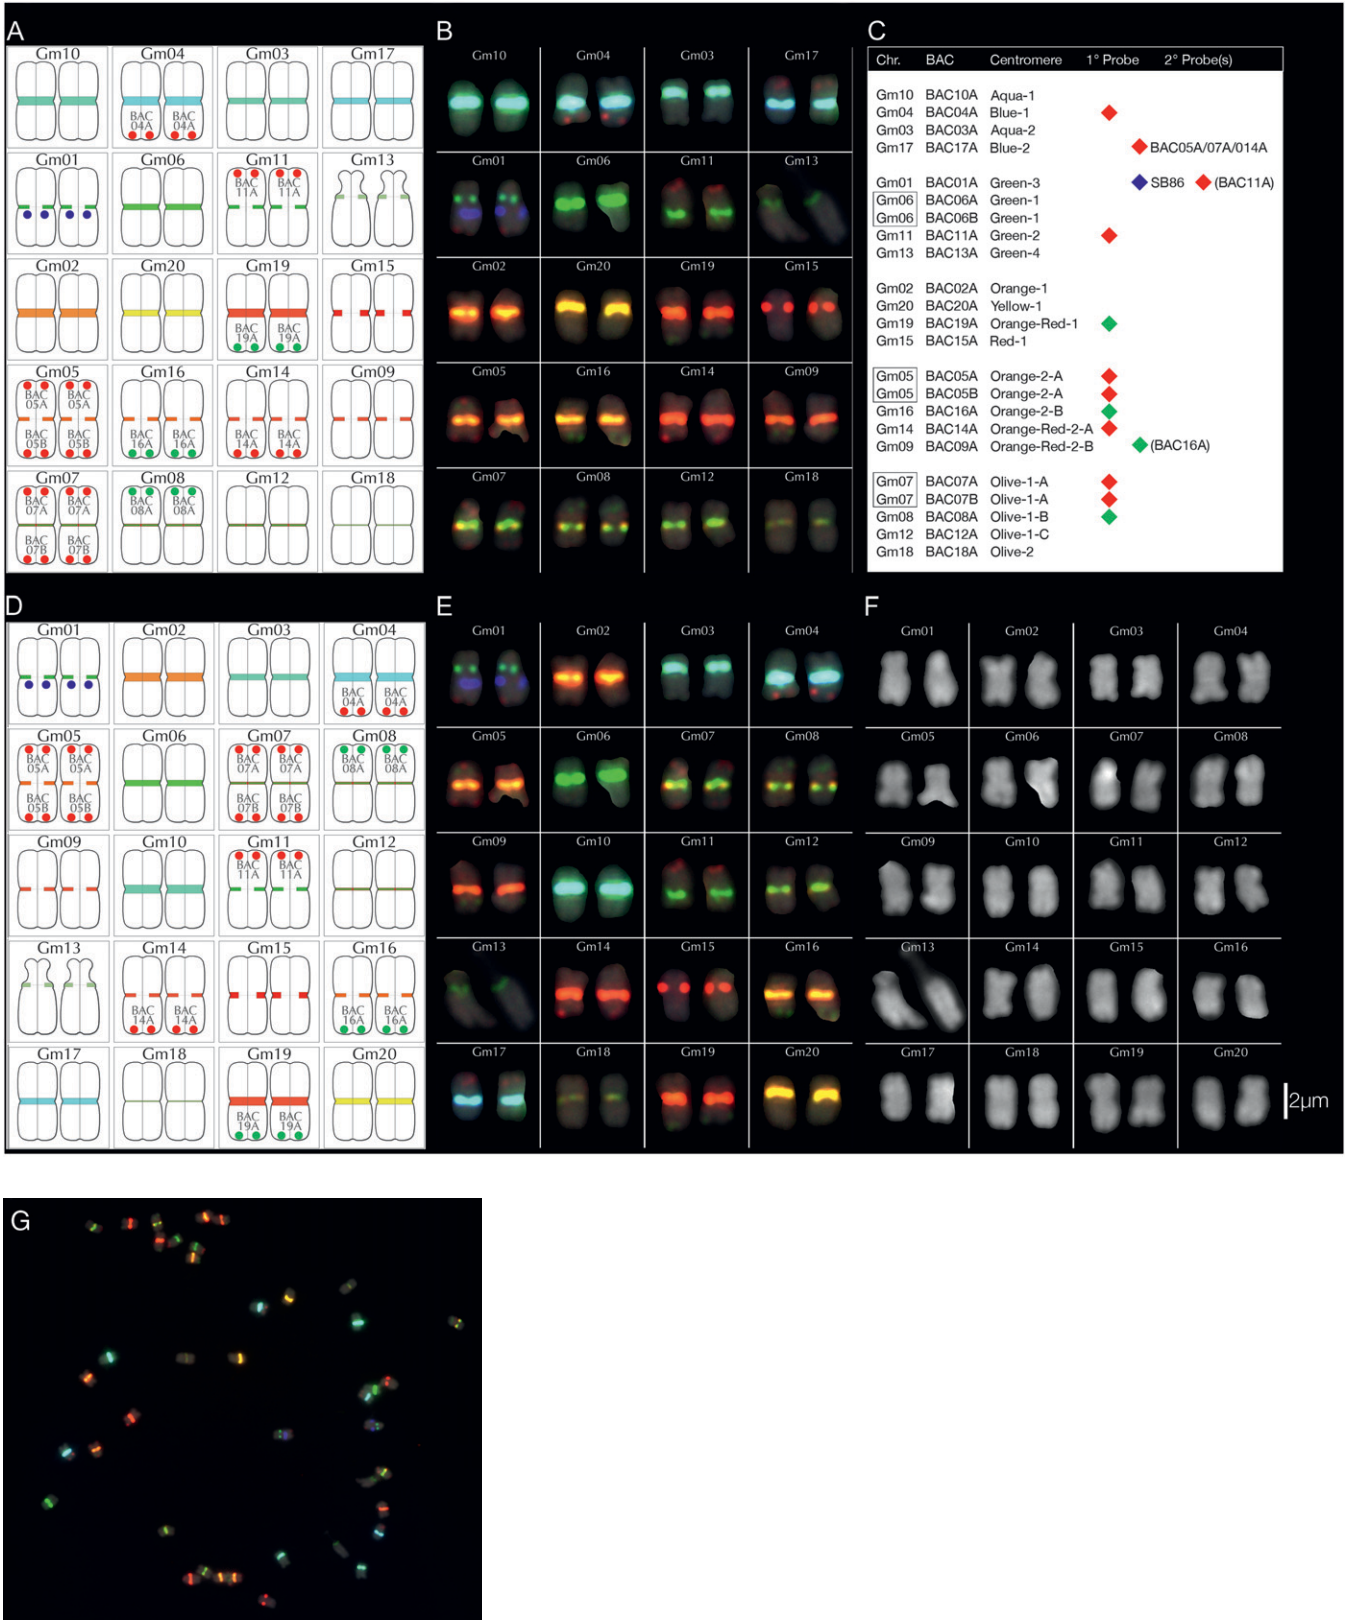 A
Gm10 Gm04 Gm03 Gm17
BAC 04A BAC 04A
Gm01 Gm06 Gm11 Gm13
BAC 11A BAC 11A
Gm02 Gm20 Gm19 Gm15
BAC 19A BAC 19A
Gm05 Gm16 Gm14 Gm09
BAC 05A BAC 05A
BAC 05B BAC 05B BAC 16A BAC 16A BAC 14A BAC 14A
Gm07 Gm08 Gm12 Gm18
BAC 07A BAC 07A BAC 08A BAC 08A
BAC 07B BAC 07B
B
Gm10 Gm04 Gm03 Gm17
Gm01 Gm06 Gm11 Gm13
Gm02 Gm20 Gm19 Gm15
Gm05 Gm16 Gm14 Gm09
Gm07 Gm08 Gm12 Gm18
C
Chr. BAC Centromere 1° Probe 2° Probe(s)
Gm10 BAC10A Aqua-1
Gm04 BAC04A Blue-1
Gm03 BAC03A Aqua-2
Gm17 BAC17A Blue-2 BAC05A/07A/014A
Gm01 BAC01A Green-3 SB86 (BAC11A)
Gm06 BAC06A Green-1
Gm06 BAC06B Green-1
Gm11 BAC11A Green-2
Gm13 BAC13A Green-4
Gm02 BAC02A Orange-1
Gm20 BAC20A Yellow-1
Gm19 BAC19A Orange-Red-1
Gm15 BAC15A Red-1
Gm05 BAC05A Orange-2-A
Gm05 BAC05B Orange-2-A
Gm16 BAC16A Orange-2-B
Gm14 BAC14A Orange-Red-2-A
Gm09 BAC09A Orange-Red-2-B (BAC16A)
Gm07 BAC07A Olive-1-A
Gm07 BAC07B Olive-1-A
Gm08 BAC08A Olive-1-B
Gm12 BAC12A Olive-1-C
Gm18 BAC18A Olive-2
D
Gm01 Gm02 Gm03 Gm04
BAC 04A BAC 04A
Gm05 Gm06 Gm07 Gm08
BAC 05A BAC 05A BAC 07A BAC 07A BAC 08A BAC 08A
BAC 05B BAC 05B BAC 07B BAC 07B
Gm09 Gm10 Gm11 Gm12
BAC 11A BAC 11A
Gm13 Gm14 Gm15 Gm16
BAC 14A BAC 14A BAC 16A BAC 16A
Gm17 Gm18 Gm19 Gm20
BAC 19A BAC 19A
E
Gm01 Gm02 Gm03 Gm04
Gm05 Gm06 Gm07 Gm08
Gm09 Gm10 Gm11 Gm12
Gm13 Gm14 Gm15 Gm16
Gm17 Gm18 Gm19 Gm20
F
Gm01 Gm02 Gm03 Gm04
Gm05 Gm06 Gm07 Gm08
Gm09 Gm10 Gm11 Gm12
Gm13 Gm14 Gm15 Gm16
Gm17 Gm18 Gm19 Gm20
2µm
G